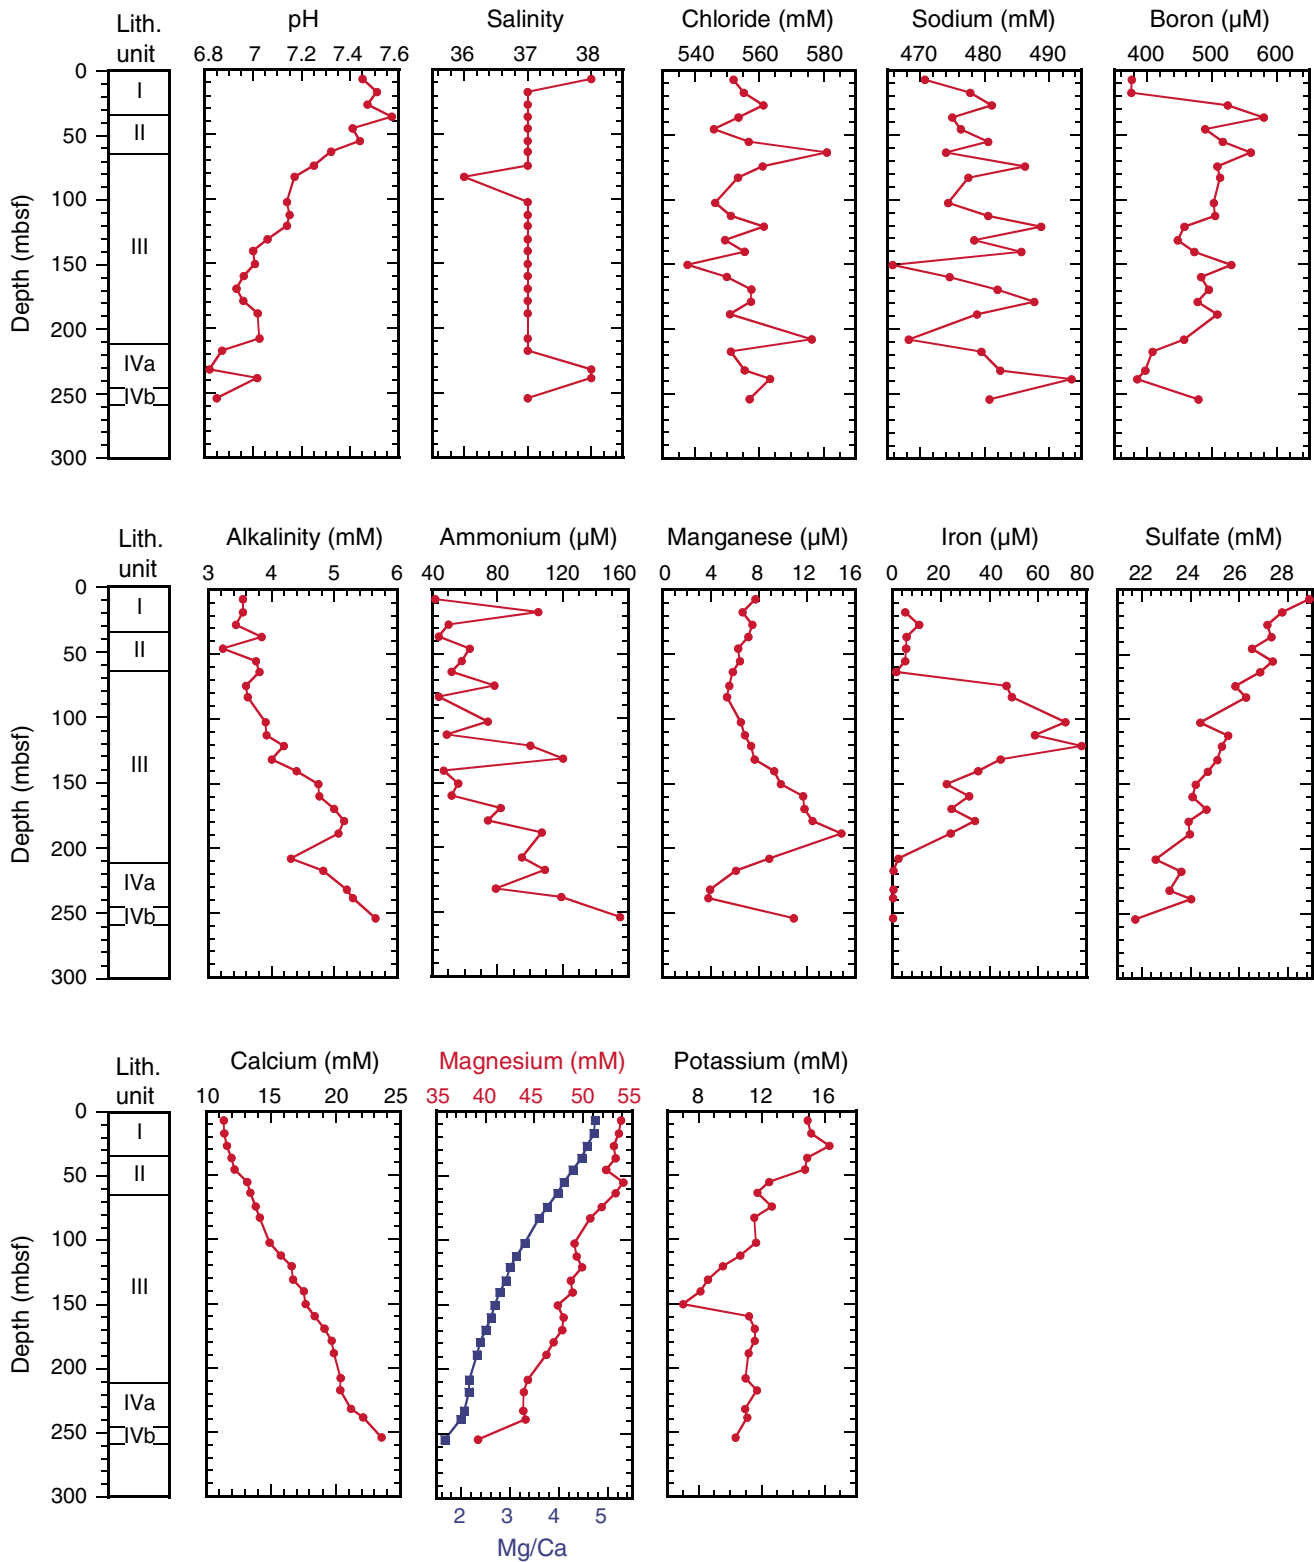 Lith.
unit
pH
Salinity
Chloride (mM)
Sodium (mM)
Boron (µM)
6.8 7 7.2 7.4 7.6
36 37 38
540 560 580
470 480 490
400 500 600
0
50
100
150
200
250
300
Depth (mbsf)
I
II
III
IVa
IVb
Lith.
unit
Alkalinity (mM)
Ammonium (µM)
Manganese (µM)
Iron (µM)
Sulfate (mM)
3 4 5 6
40 80 120 160
0 4 8 12 16
0 20 40 60 80
22 24 26 28
0
50
100
150
200
250
300
Depth (mbsf)
I
II
III
IVa
IVb
Lith.
unit
Calcium (mM)
Magnesium (mM)
Potassium (mM)
10 15 20 25
35 40 45 50 55
8 12 16
0
50
100
150
200
250
300
Depth (mbsf)
I
II
III
IVa
IVb
2 3 4 5
Mg/Ca